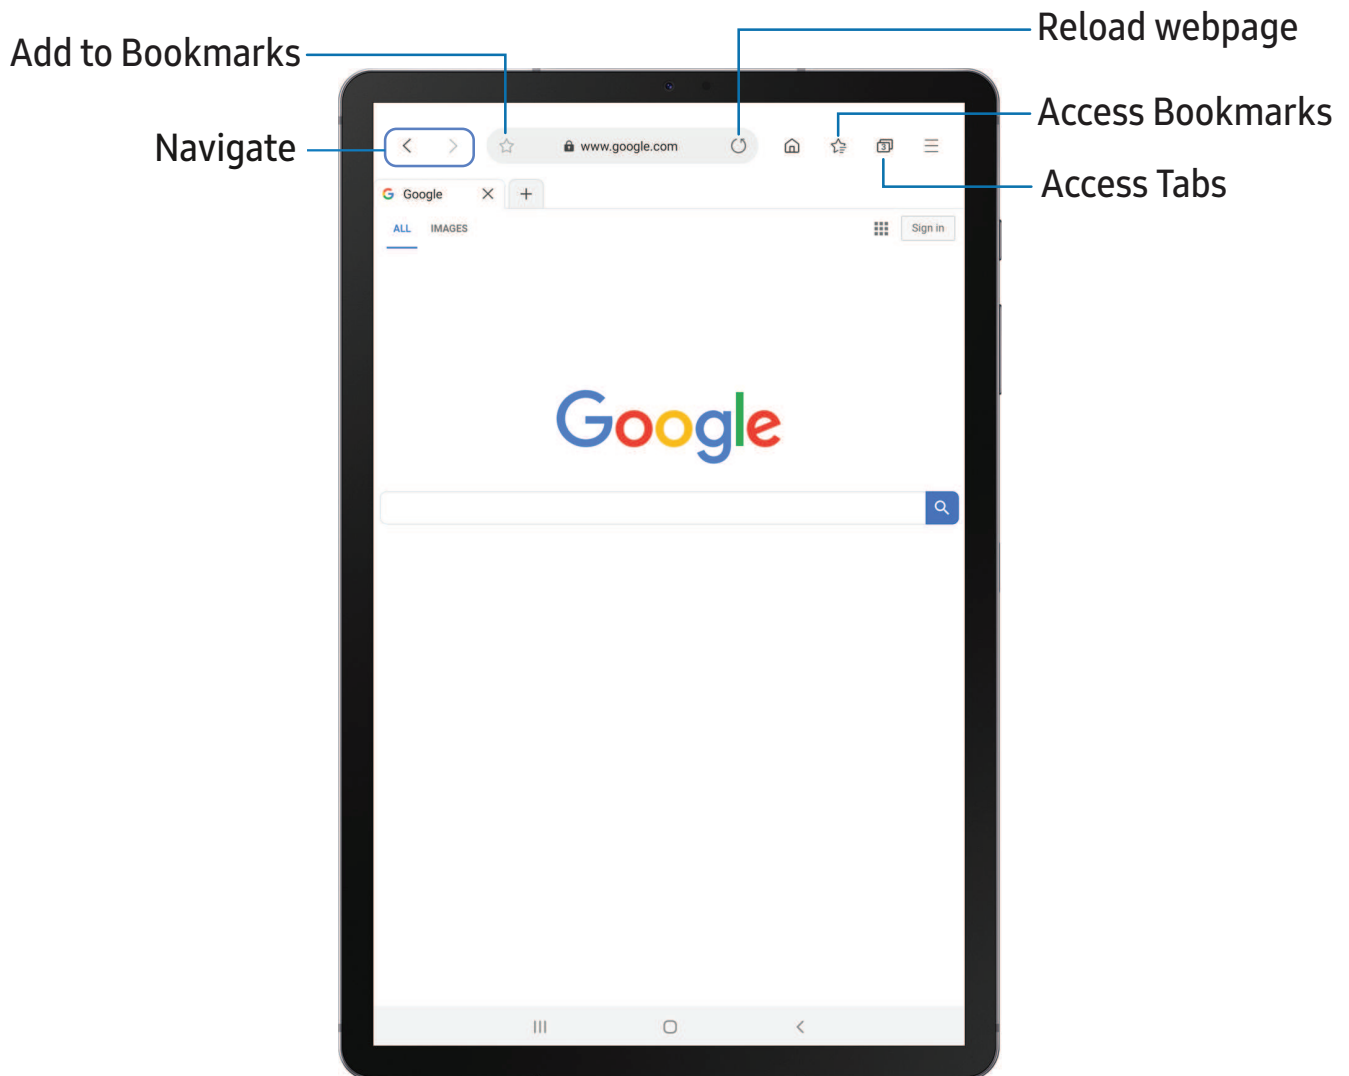 Reload webpage
Add to Bookmarks
Access Bookmarks
Navigate
www.google.com
3
Access Tabs
Google
ALL IMAGES
Sign in
Google